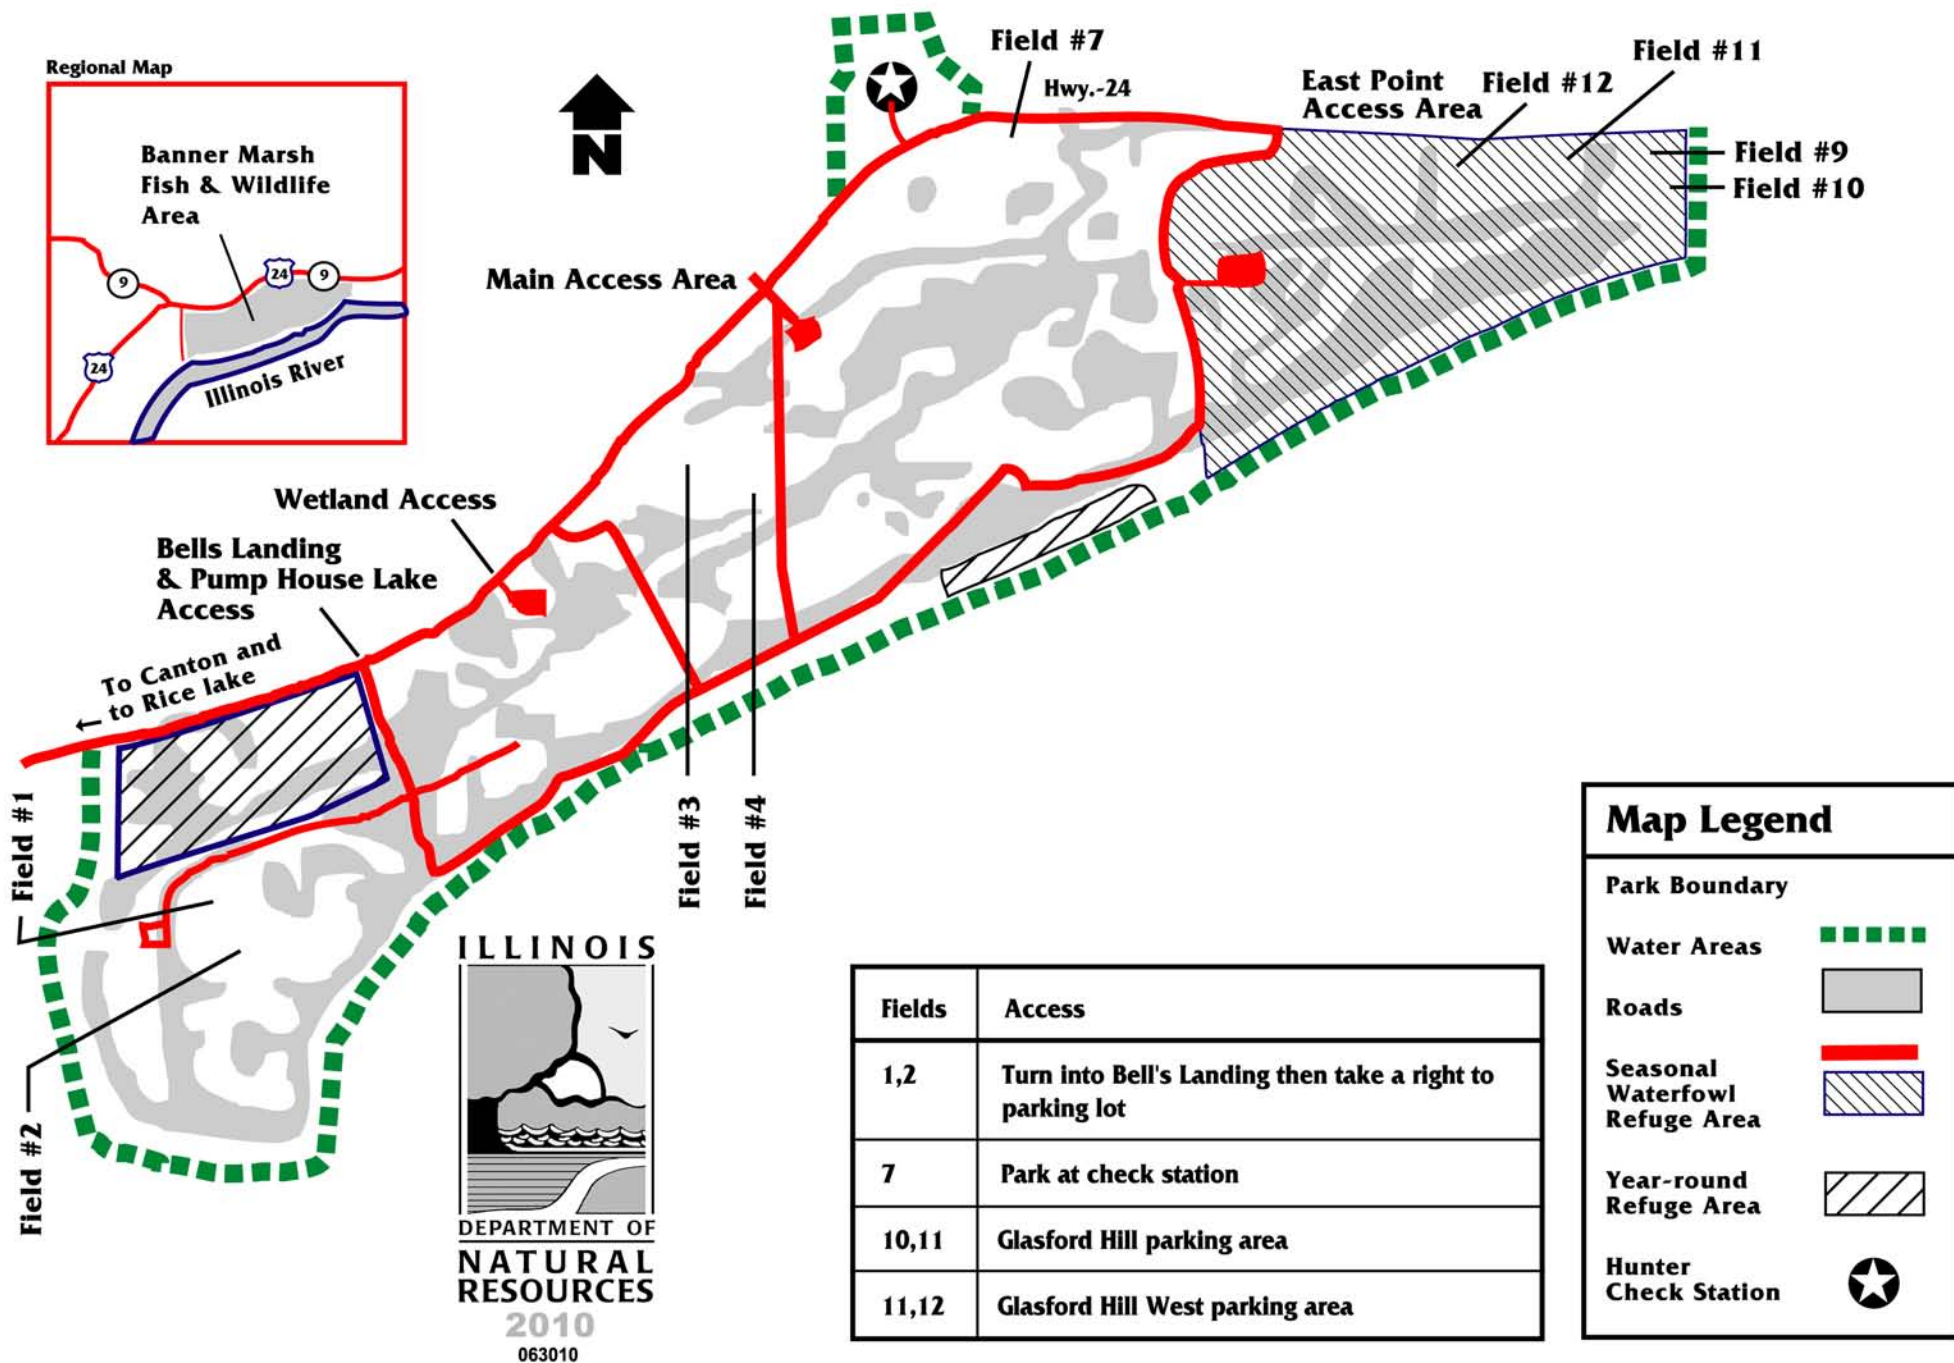 Regional Map
Banner Marsh
Fish & Wildlife
Area
9
24
9
24
Illinois River
N
Field #7
Hwy.-24
East Point
Access Area
Field #12
Field #11
Field #9
Field #10
Main Access Area
Wetland Access
Bells Landing
& Pump House Lake
Access
To Canton and
to Rice lake
Field #1
Field #2
Field #3
Field #4
ILLINOIS
DEPARTMENT OF
NATURAL
RESOURCES
2010
063010
Fields Access
1,2 Turn into Bell's Landing then take a right to
parking lot
7 Park at check station
10,11 Glasford Hill parking area
11,12 Glasford Hill West parking area
Map Legend
Park Boundary
Water Areas
Roads
Seasonal
Waterfowl
Refuge Area
Year-round
Refuge Area
Hunter
Check Station